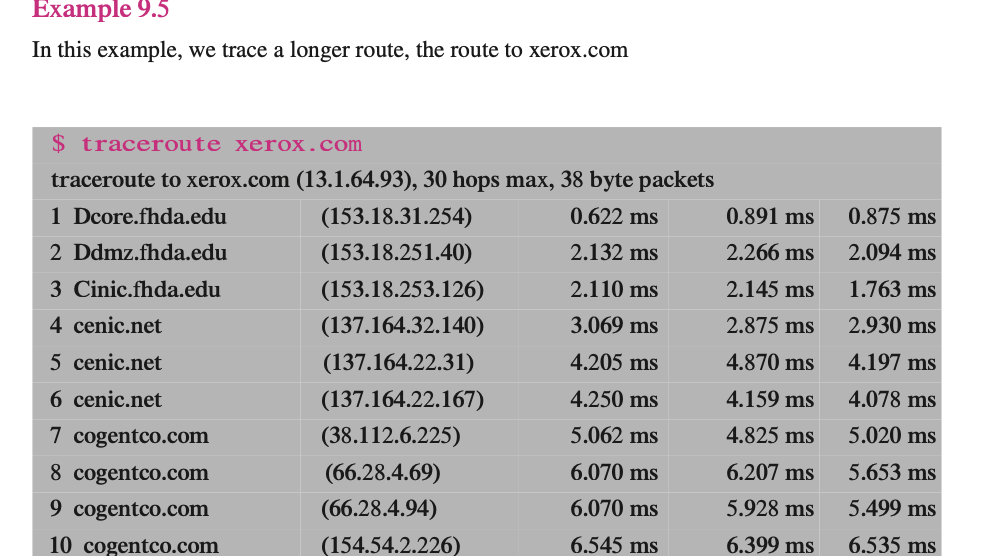 Example 9.5
In this example, we trace a longer route, the route to xerox.com
$ traceroute xerox.com
traceroute to xerox.com (13.1.64.93), 30 hops max, 38 byte packets
1 Dcore.fhda.edu (153.18.31.254) 0.622 ms 0.891 ms 0.875 ms
2 Ddmz.fhda.edu (153.18.251.40) 2.132 ms 2.266 ms 2.094 ms
3 Cinic.fhda.edu (153.18.253.126) 2.110 ms 2.145 ms 1.763 ms
4 cenic.net (137.164.32.140) 3.069 ms 2.875 ms 2.930 ms
5 cenic.net (137.164.22.31) 4.205 ms 4.870 ms 4.197 ms
6 cenic.net (137.164.22.167) 4.250 ms 4.159 ms 4.078 ms
7 cogentco.com (38.112.6.225) 5.062 ms 4.825 ms 5.020 ms
8 cogentco.com (66.28.4.69) 6.070 ms 6.207 ms 5.653 ms
9 cogentco.com (66.28.4.94) 6.070 ms 5.928 ms 5.499 ms
10 cogentco.com (154.54.2.226) 6.545 ms 6.399 ms 6.535 ms